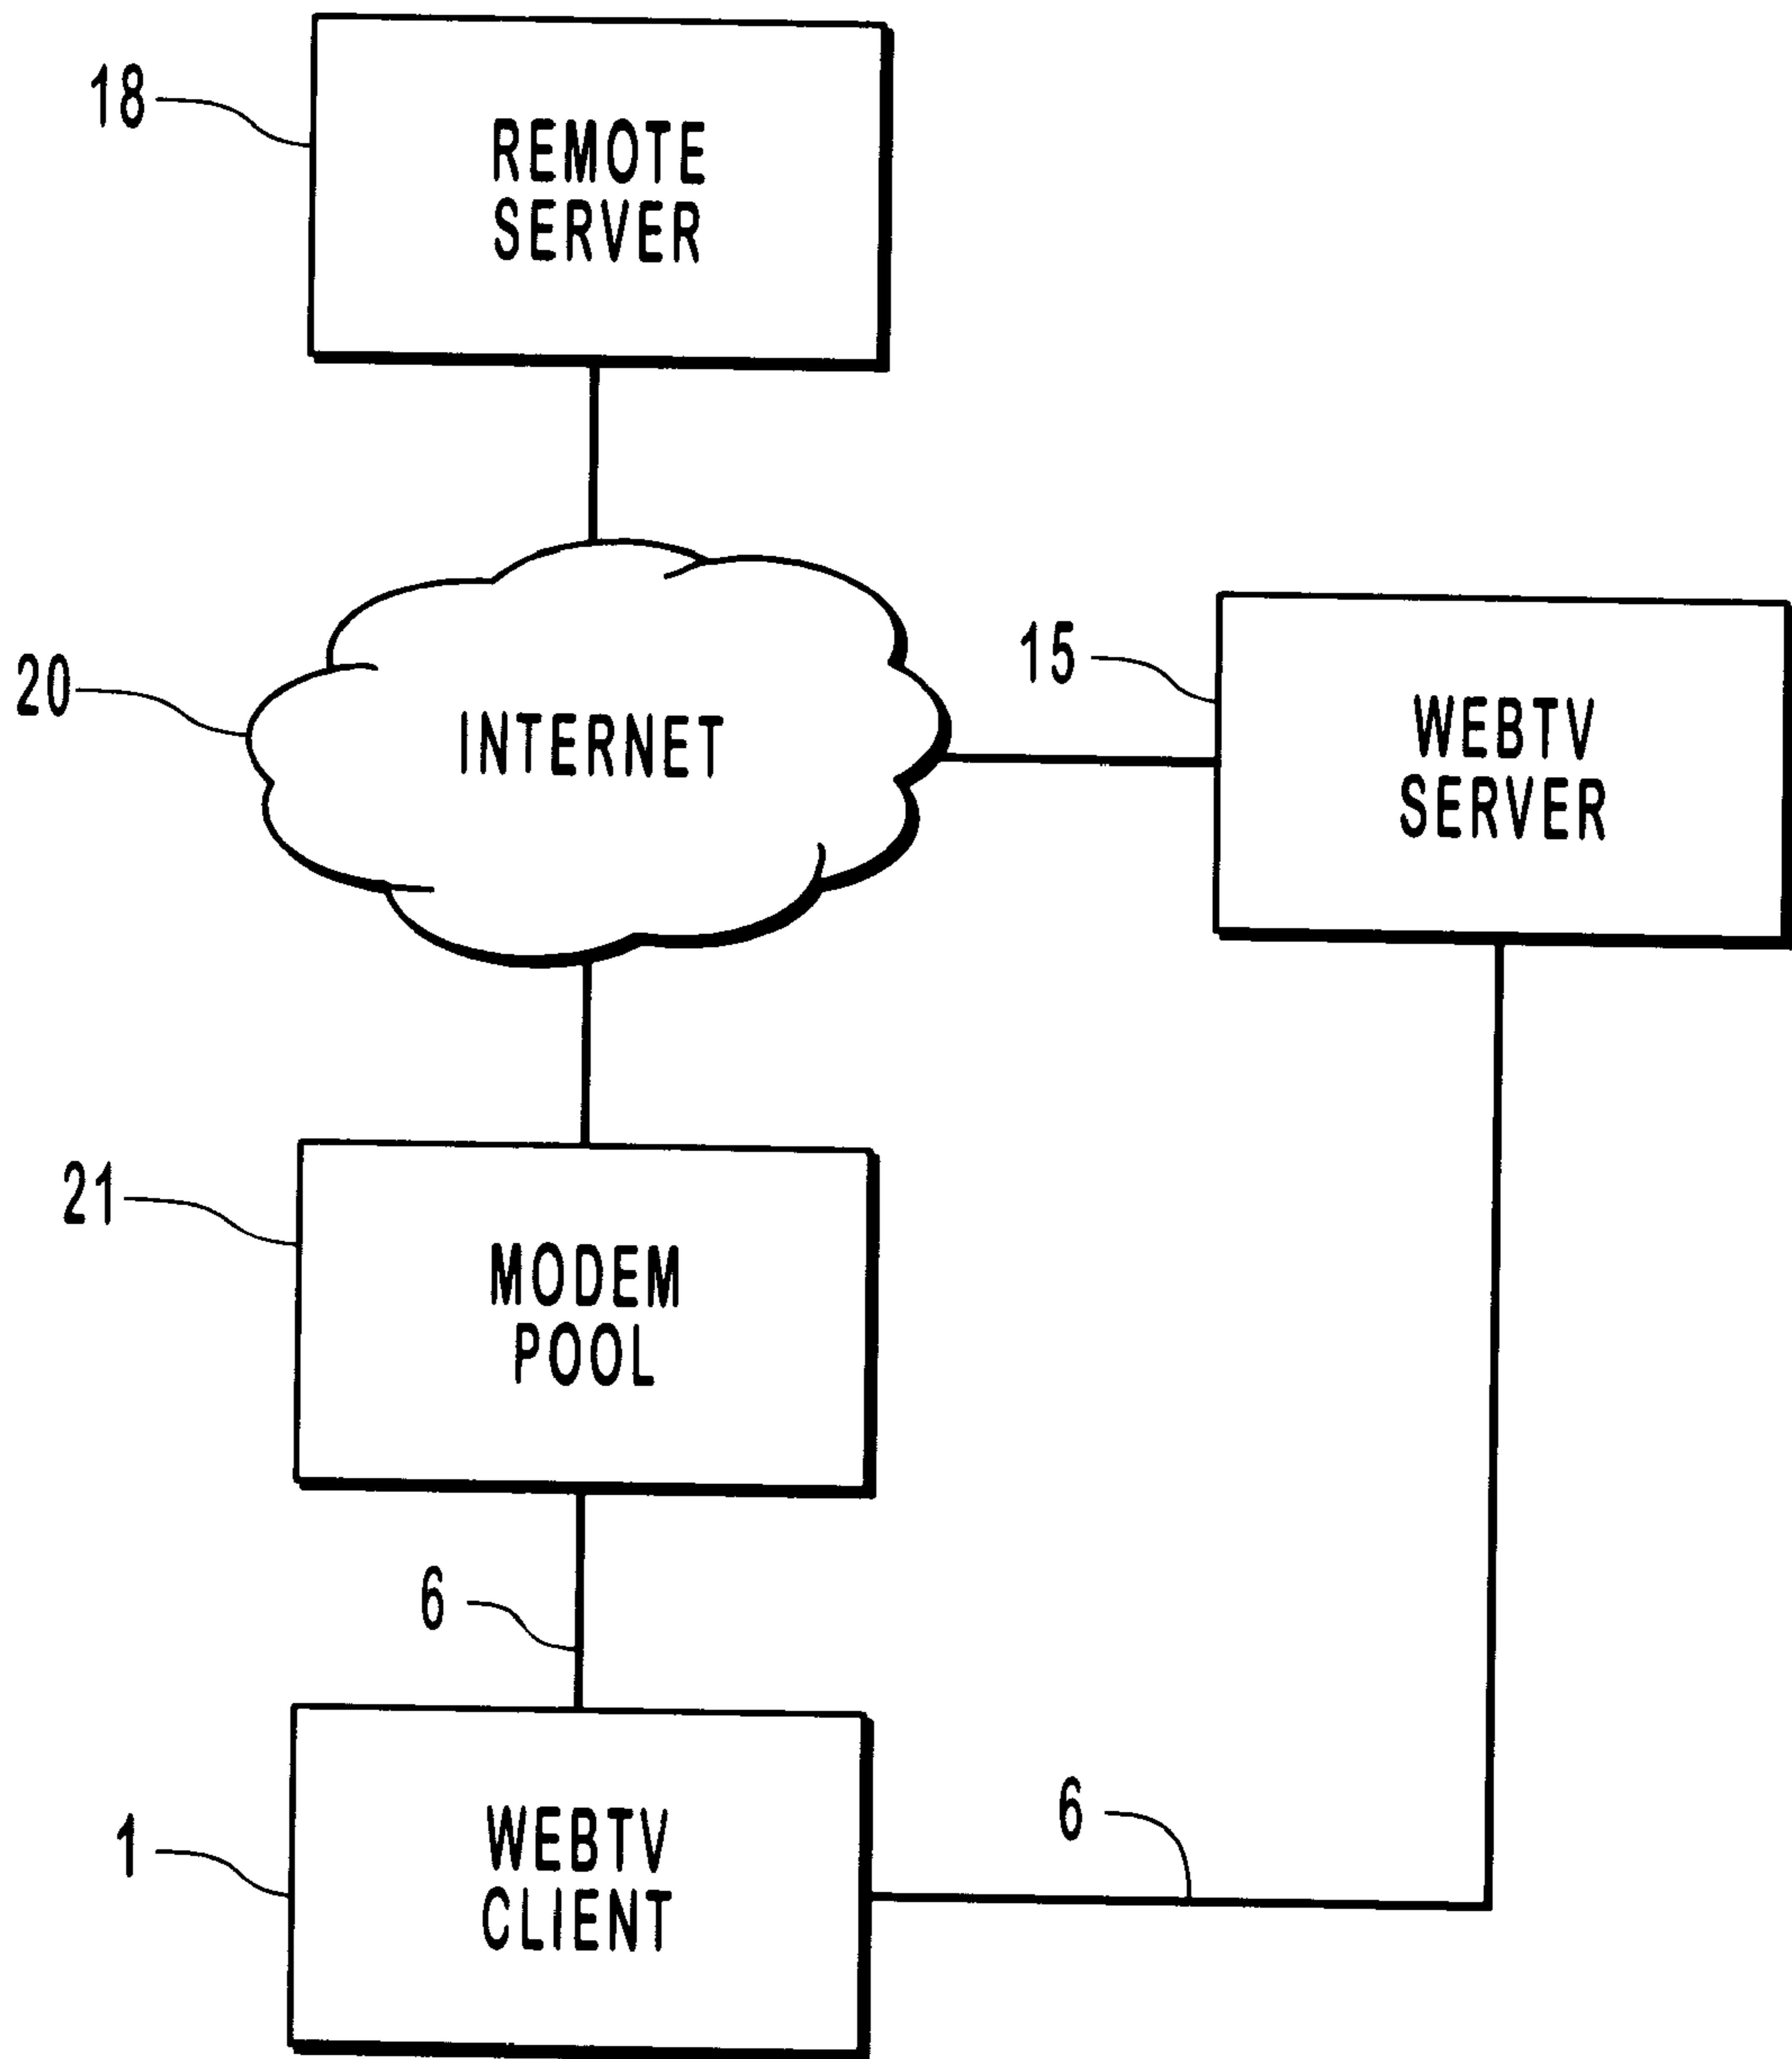 18
REMOTE
SERVER
20
INTERNET
15
WEBTV
SERVER
21
MODEM
POOL
6
1
WEBTV
CLIENT
6